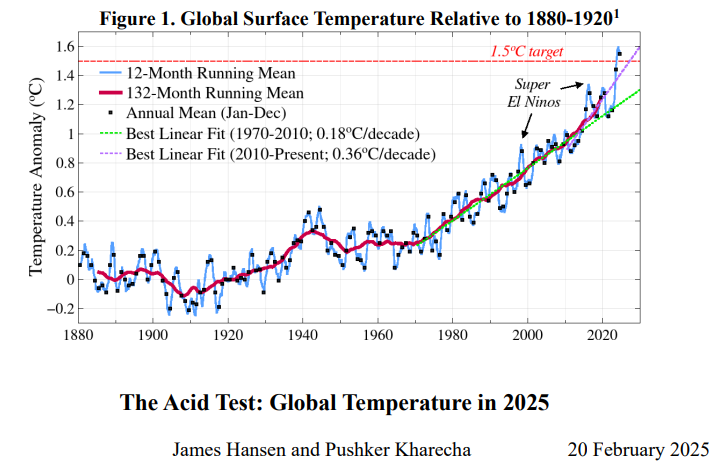 Figure 1. Global Surface Temperature Relative to 1880-1920¹
1.6
1.4
1.2
1
0.8
0.6
0.4
0.2
0
−0.2
Temperature Anomaly (ºC)
1.5ºC target
12-Month Running Mean
132-Month Running Mean
Annual Mean (Jan-Dec)
Best Linear Fit (1970-2010; 0.18ºC/decade)
Best Linear Fit (2010-Present; 0.36ºC/decade)
Super
El Ninos
1880 1900 1920 1940 1960 1980 2000 2020
The Acid Test: Global Temperature in 2025
James Hansen and Pushker Kharecha 20 February 2025